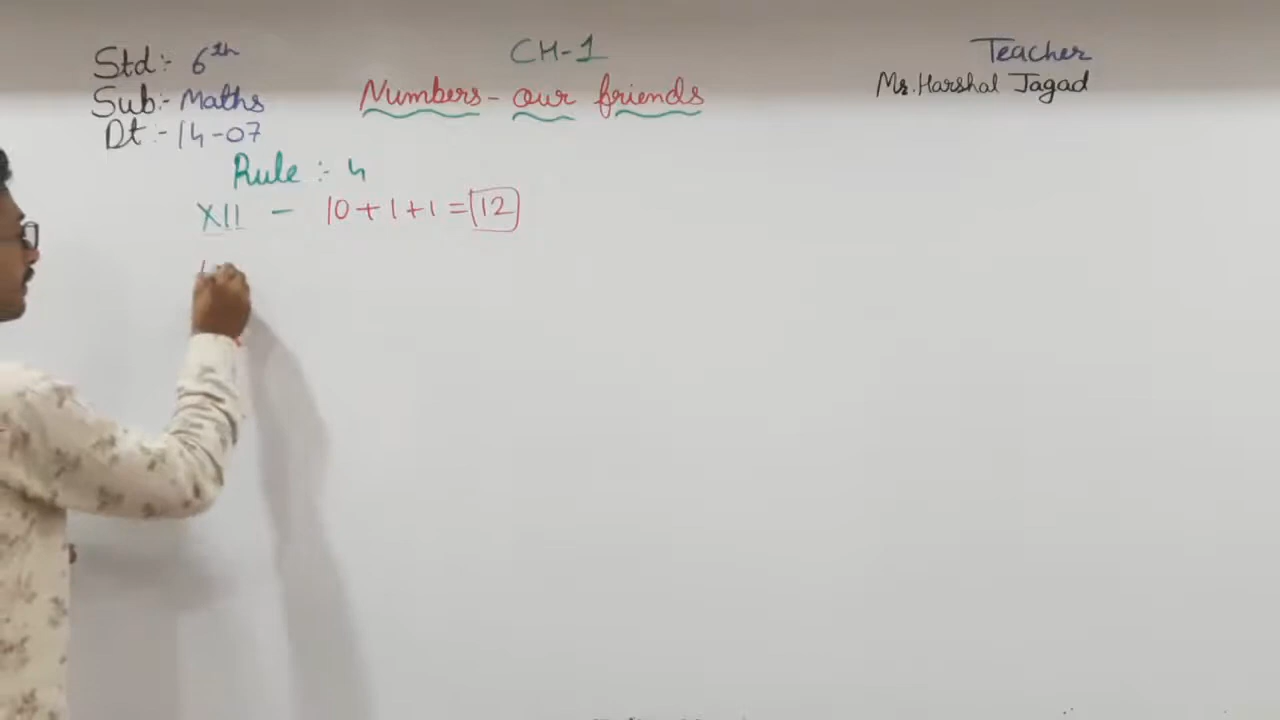 Std:- 6th
Sub:- Maths
Dt:- 14-07
CH-1
Numbers - our friends
Teacher
Mr. Harshal Jagad
Rule :- 4
XII - 10+1+1=12